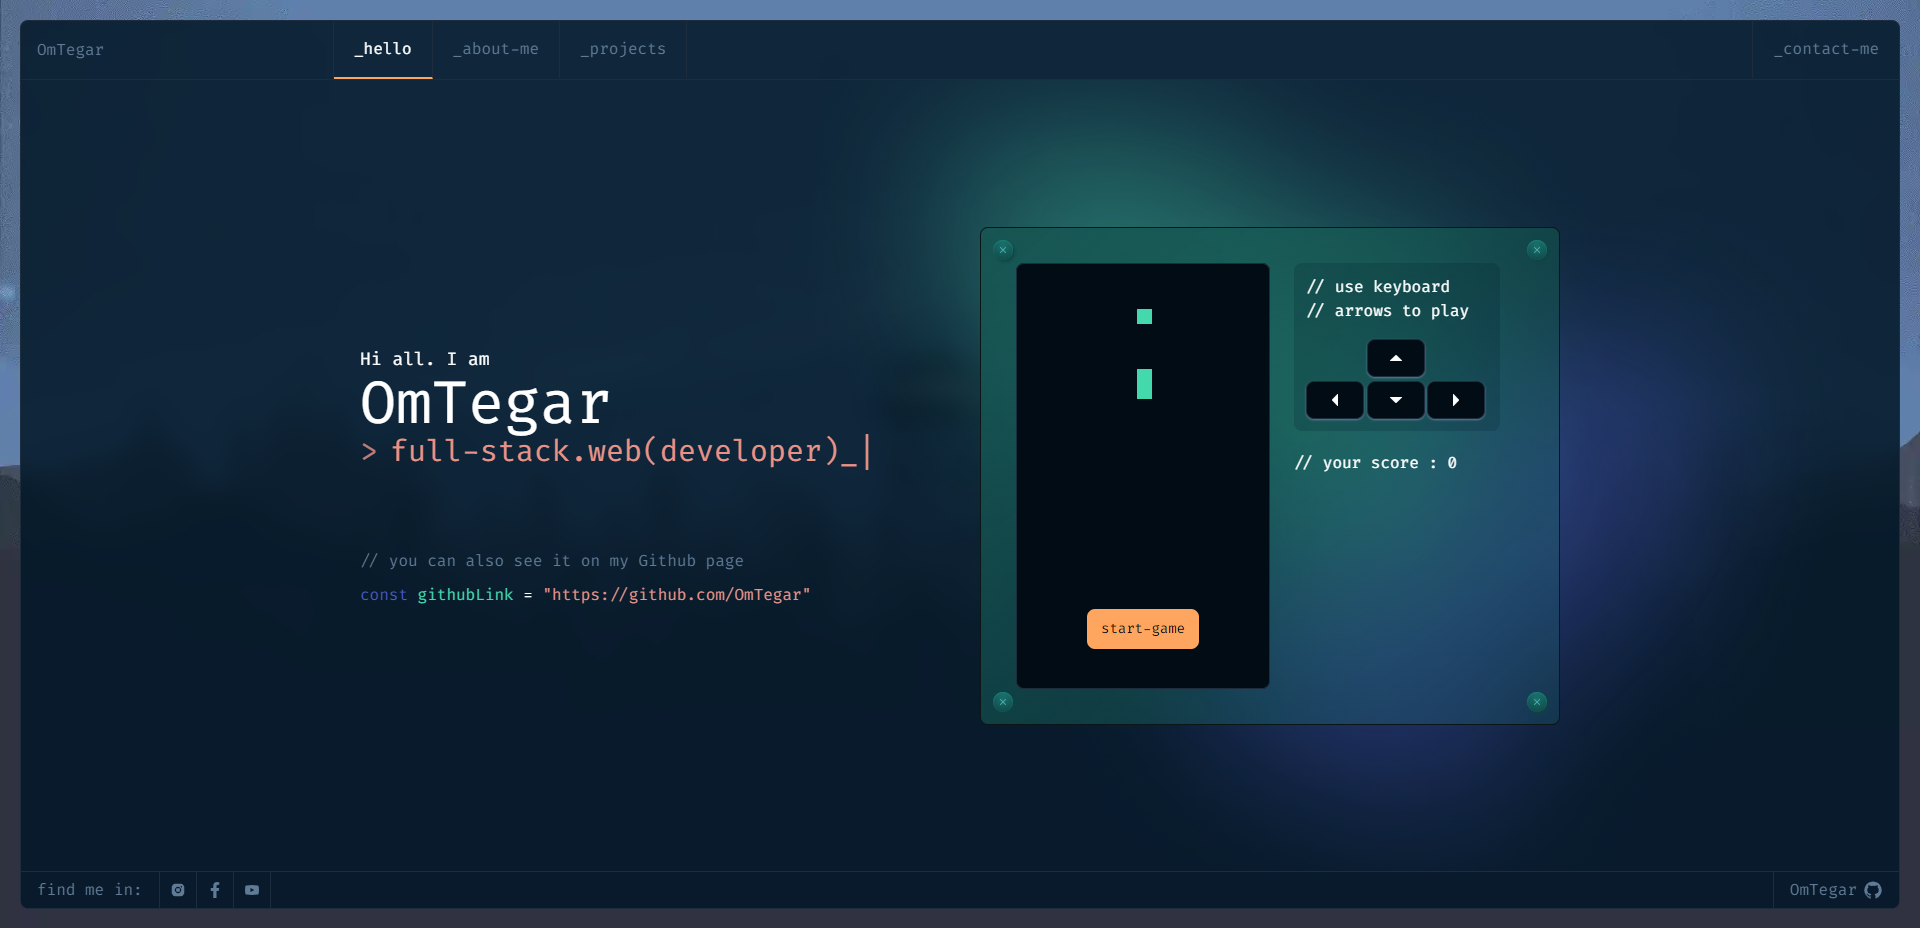 OmTegar
_hello
_about-me
_projects
_contact-me
Hi all. I am
OmTegar
> full-stack.web(developer)_|
// you can also see it on my Github page
const githubLink = "https://github.com/OmTegar"
start-game
// use keyboard
// arrows to play
// your score : 0
find me in:
OmTegar